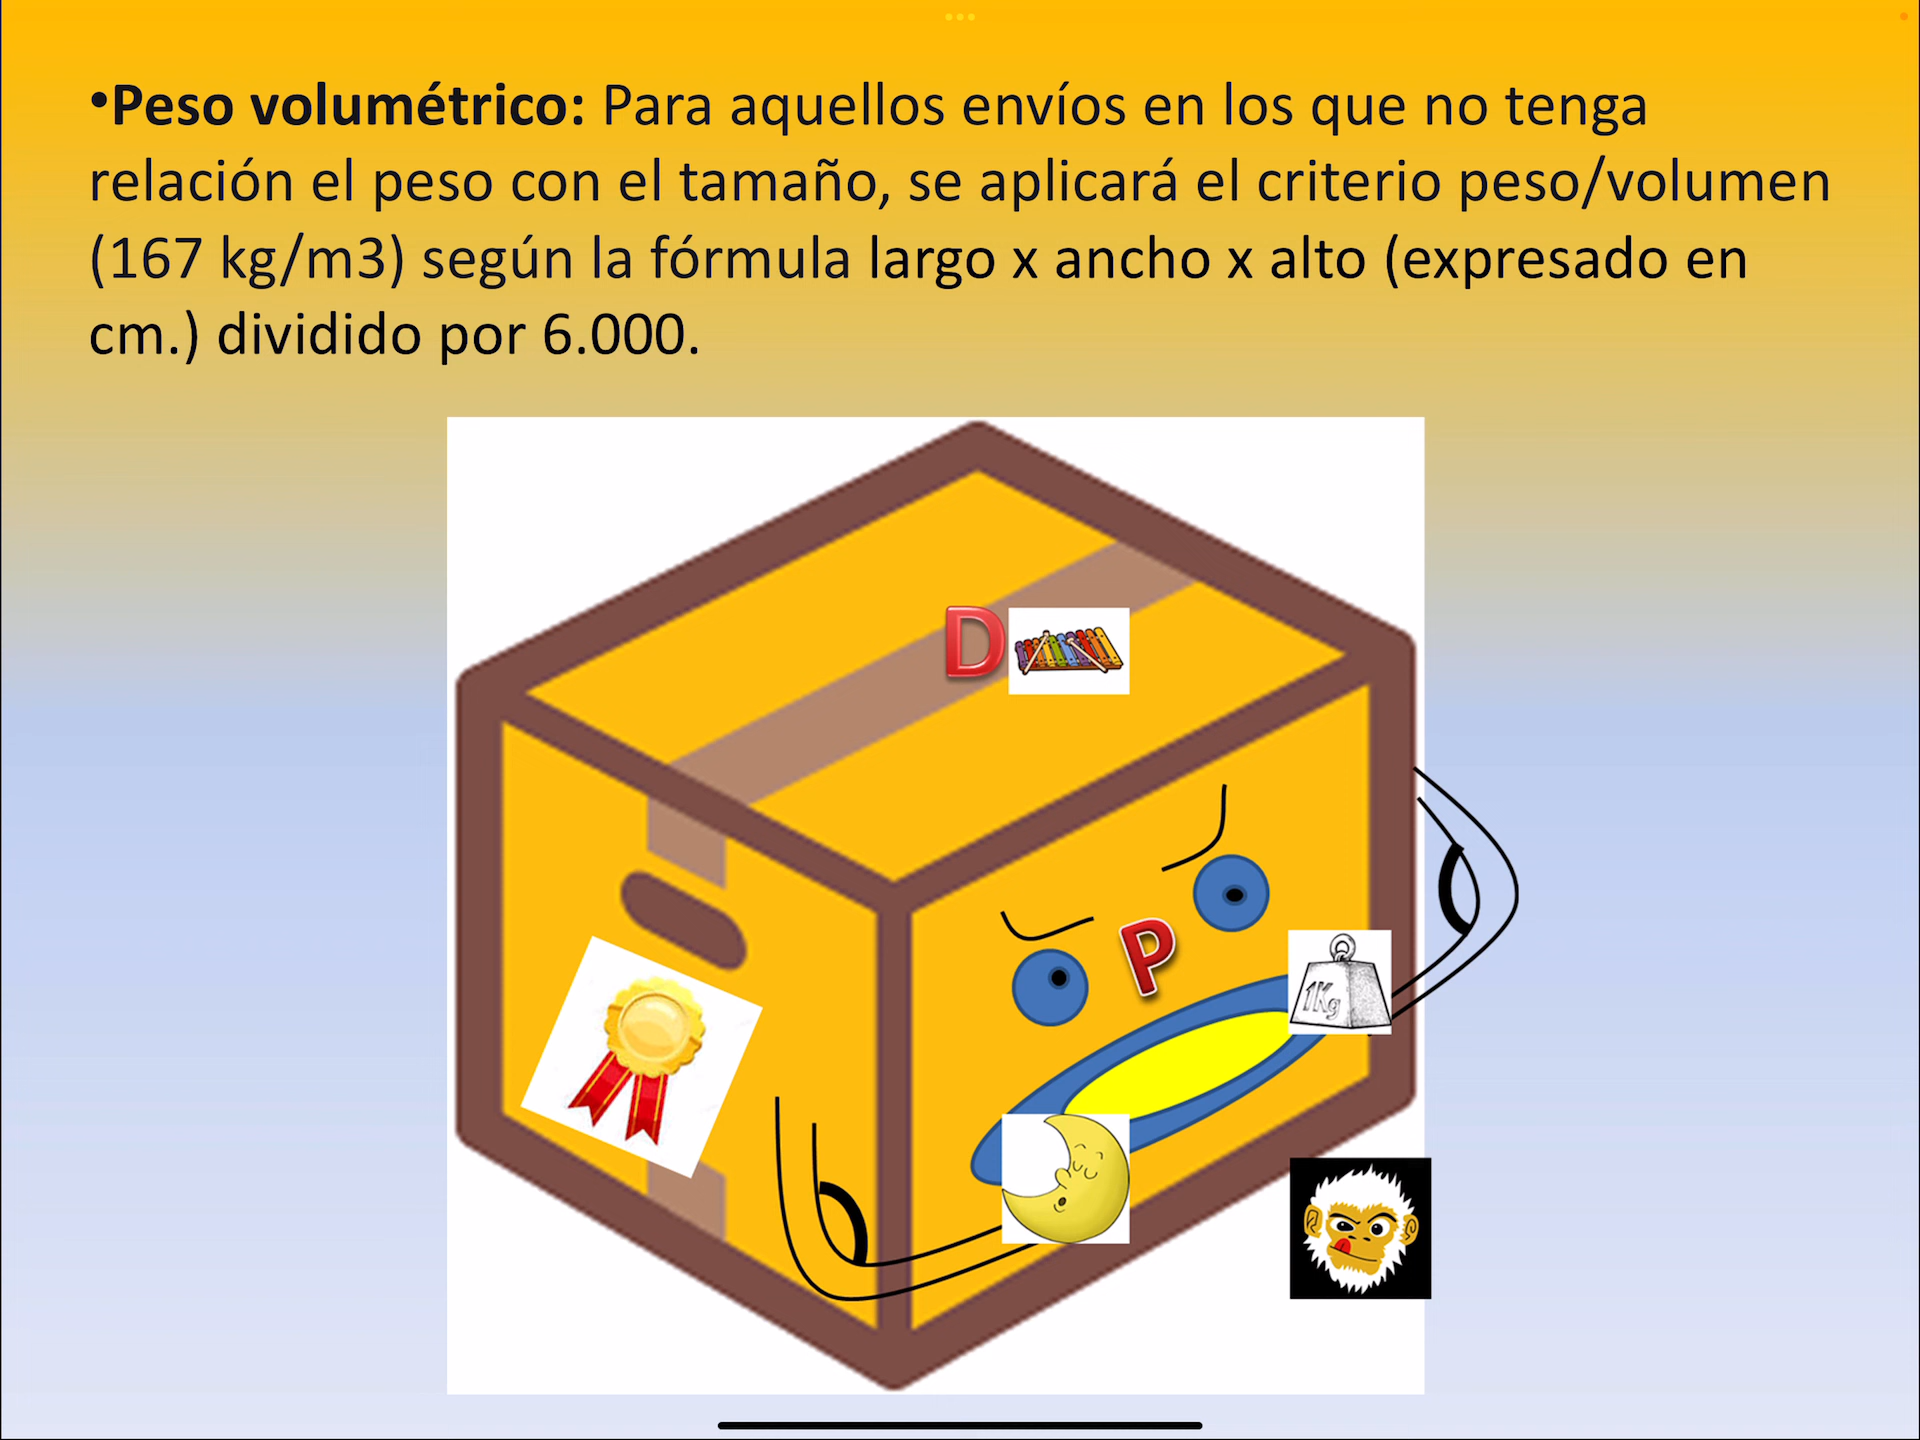 •Peso volumétrico: Para aquellos envíos en los que no tenga
relación el peso con el tamaño, se aplicará el criterio peso/volumen
(167 kg/m3) según la fórmula largo x ancho x alto (expresado en
cm.) dividido por 6.000.
D
P
1Kg